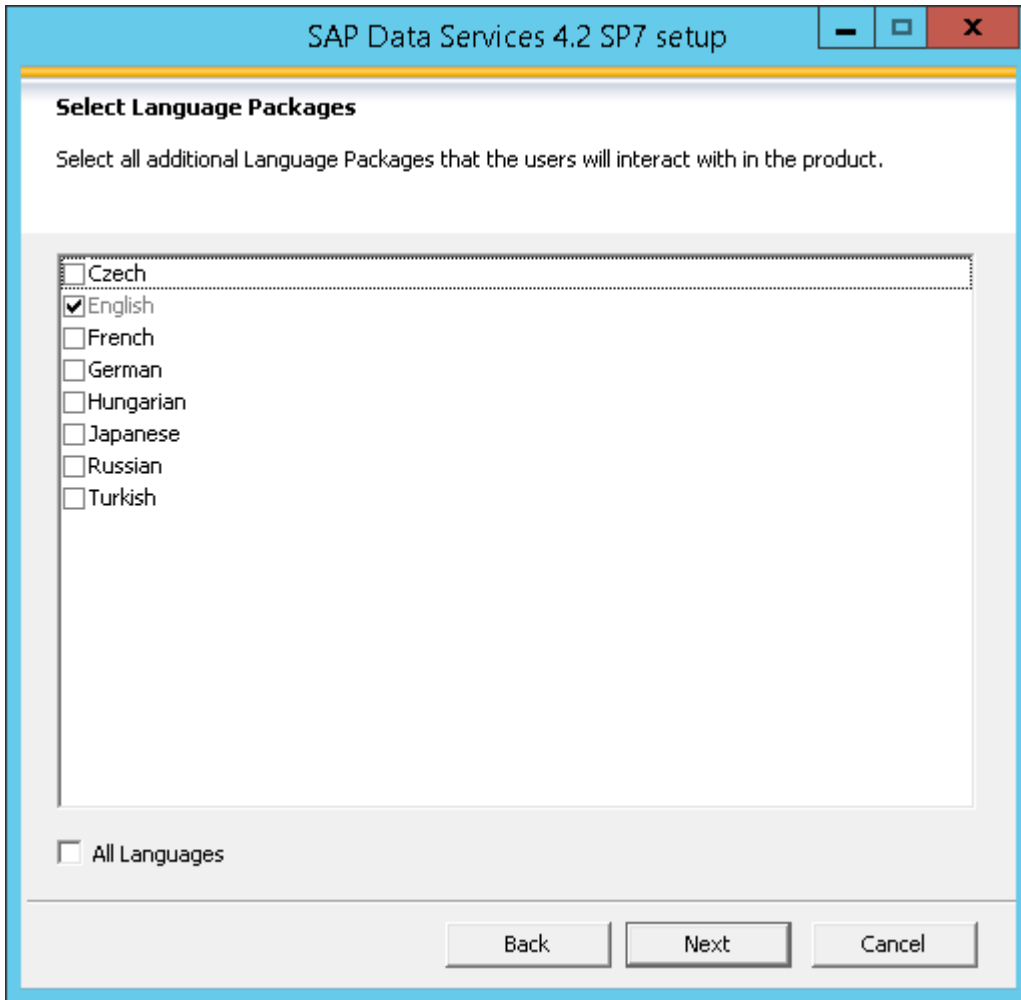 SAP Data Services 4.2 SP7 setup
Select Language Packages
Select all additional Language Packages that the users will interact with in the product.
Czech
English
French
German
Hungarian
Japanese
Russian
Turkish
All Languages
Back Next Cancel